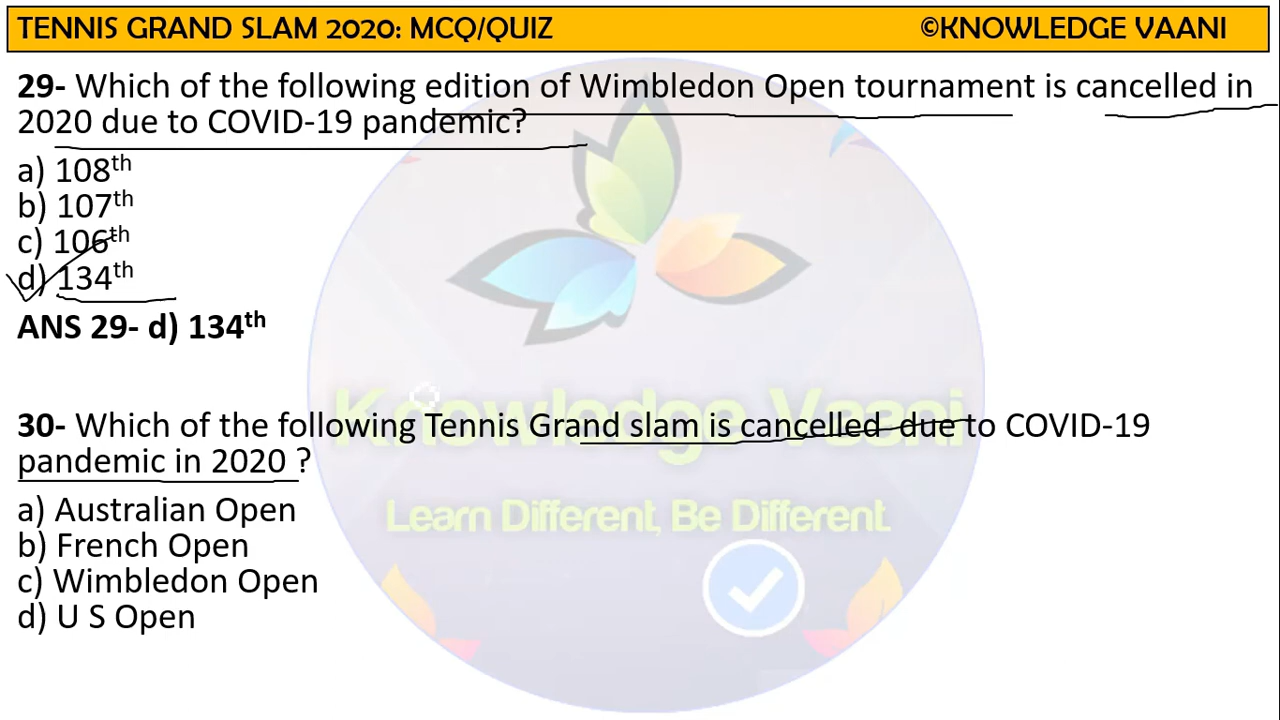 TENNIS GRAND SLAM 2020: MCQ/QUIZ ©KNOWLEDGE VAANI
29- Which of the following edition of Wimbledon Open tournament is cancelled in
2020 due to COVID-19 pandemic?
a) 108th
b) 107th
c) 106th
d) 134th
ANS 29- d) 134th
Knowledge Vaani
30- Which of the following Tennis Grand slam is cancelled due to COVID-19
pandemic in 2020 ?
Learn Different, Be Different
a) Australian Open
b) French Open
c) Wimbledon Open
d) U S Open